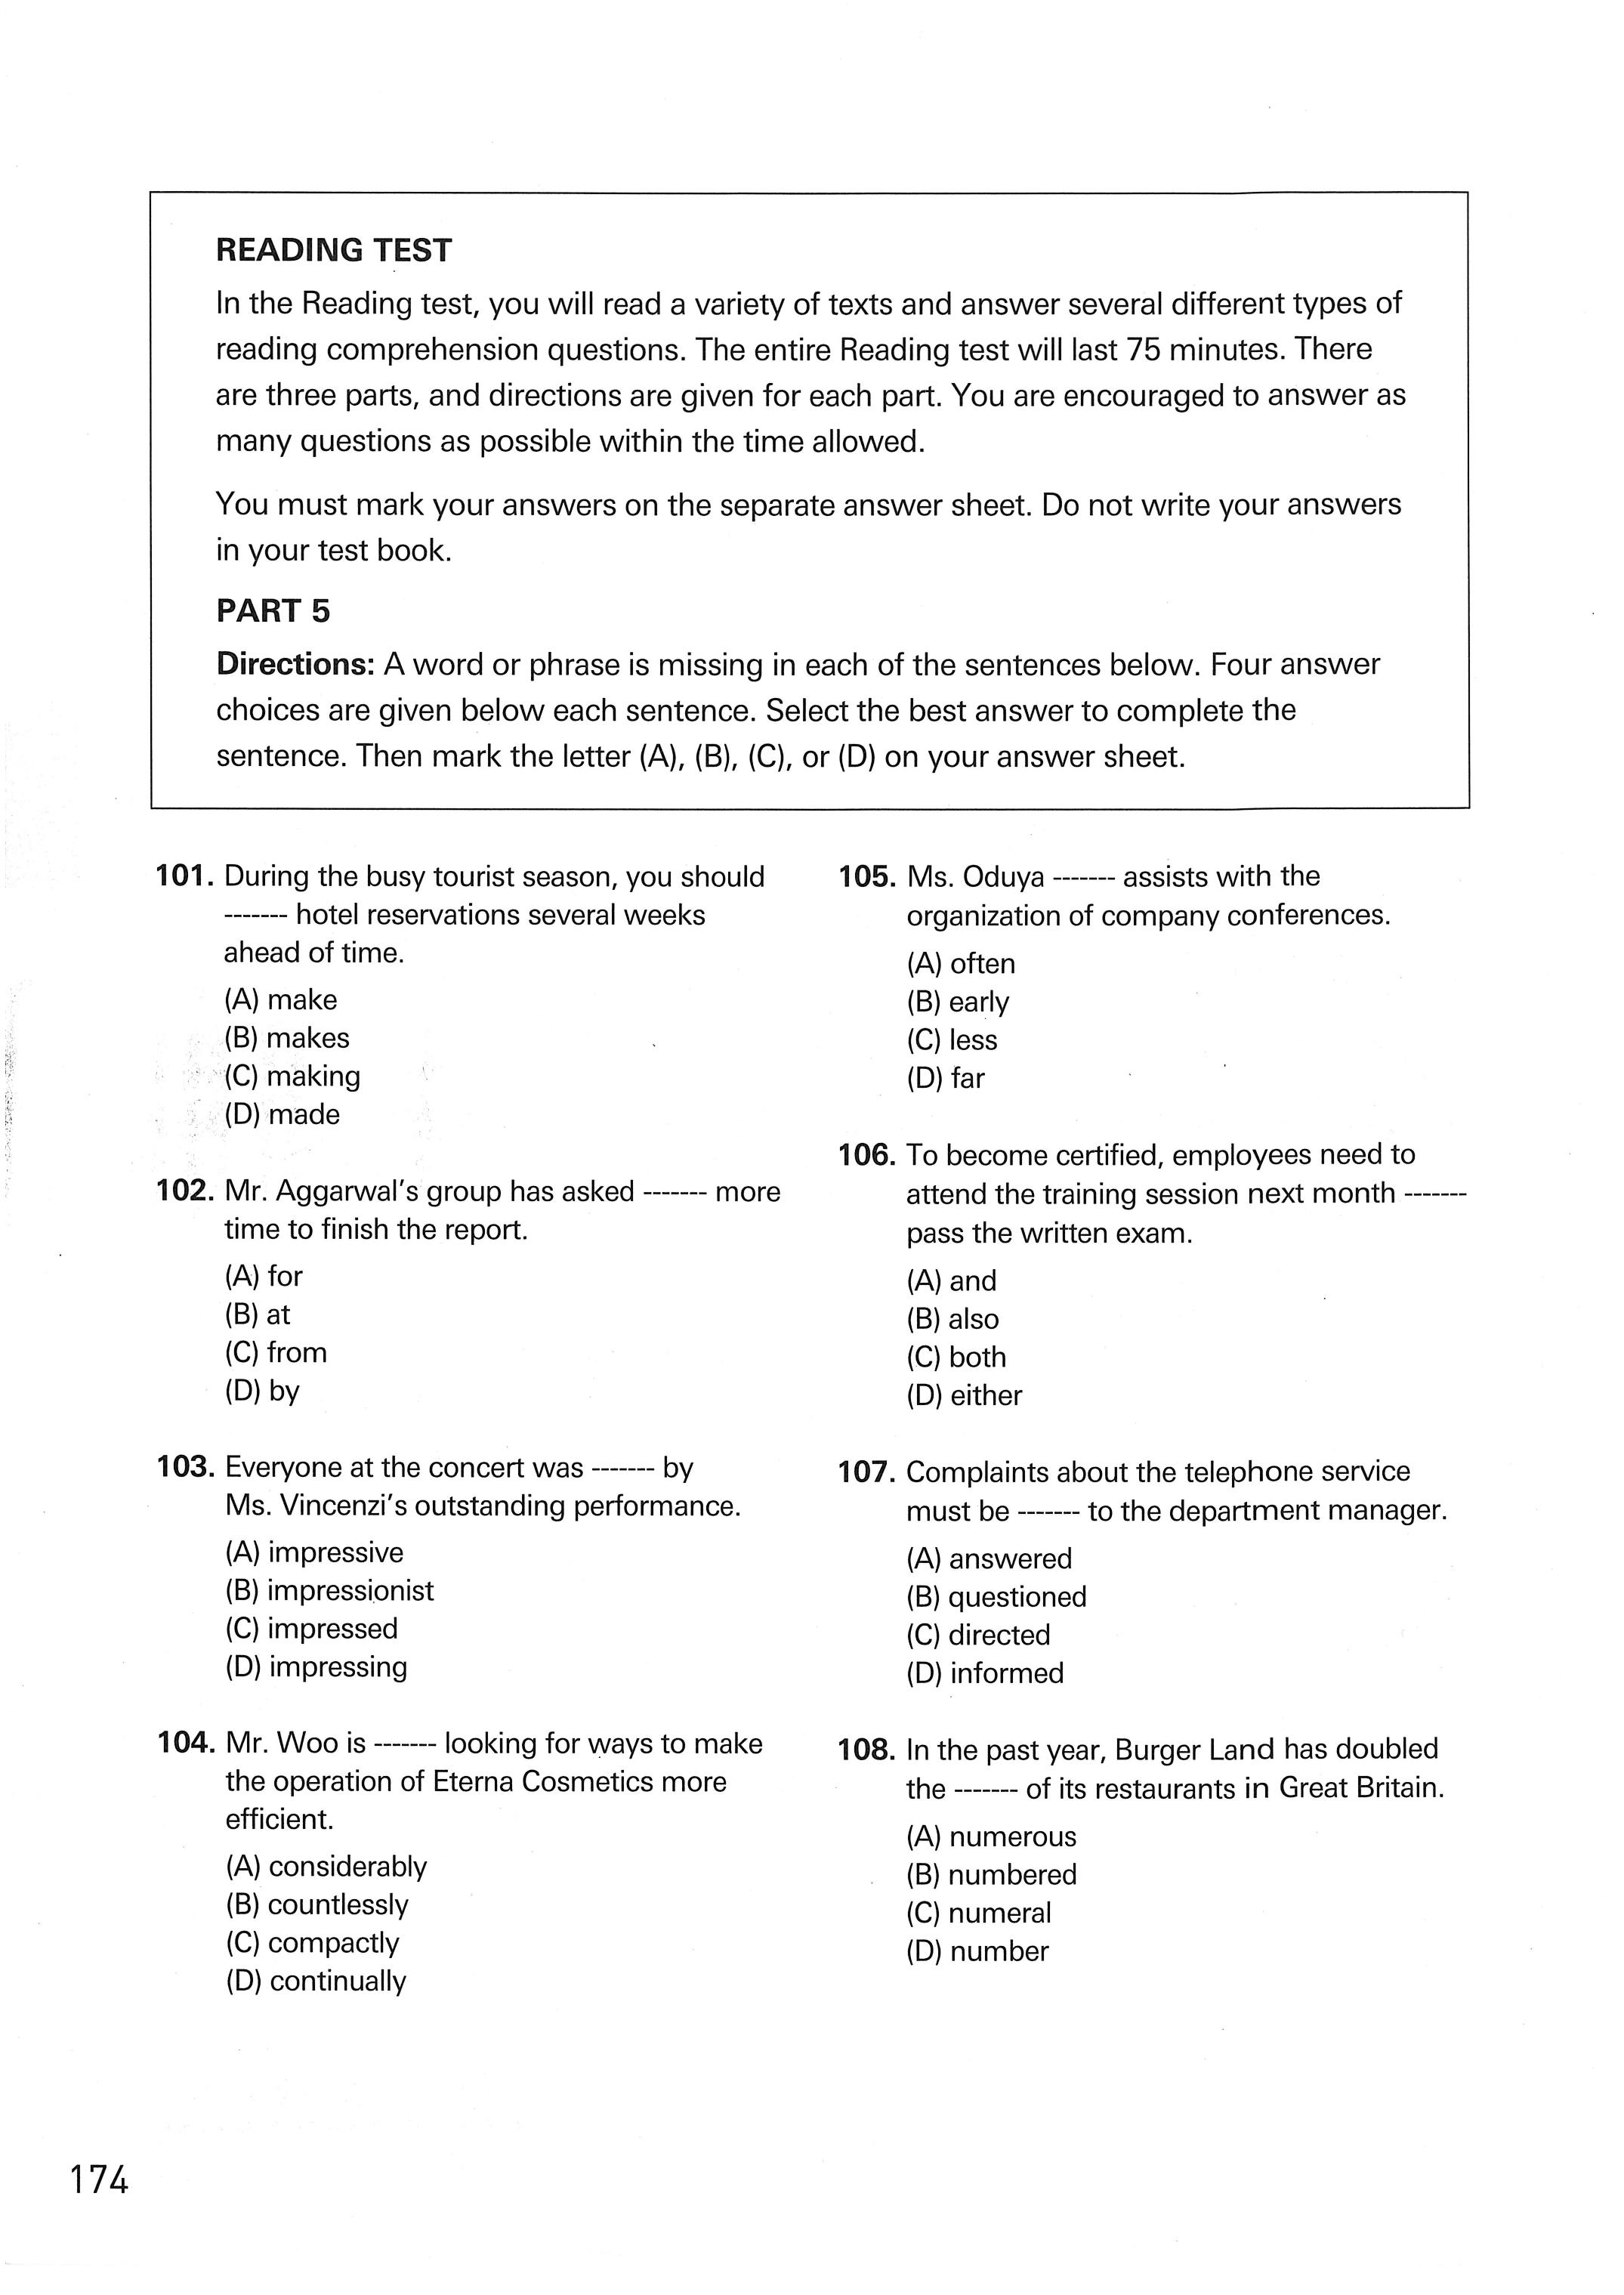 READING TEST
In the Reading test, you will read a variety of texts and answer several different types of
reading comprehension questions. The entire Reading test will last 75 minutes. There
are three parts, and directions are given for each part. You are encouraged to answer as
many questions as possible within the time allowed.
You must mark your answers on the separate answer sheet. Do not write your answers
in your test book.
PART 5
Directions: A word or phrase is missing in each of the sentences below. Four answer
choices are given below each sentence. Select the best answer to complete the
sentence. Then mark the letter (A), (B), (C), or (D) on your answer sheet.
101. During the busy tourist season, you should
------- hotel reservations several weeks
ahead of time.
(A) make
(B) makes
(C) making
(D) made
102. Mr. Aggarwal's group has asked ------- more
time to finish the report.
(A) for
(B) at
(C) from
(D) by
103. Everyone at the concert was ------- by
Ms. Vincenzi's outstanding performance.
(A) impressive
(B) impressionist
(C) impressed
(D) impressing
104. Mr. Woo is ------- looking for ways to make
the operation of Eterna Cosmetics more
efficient.
(A) considerably
(B) countlessly
(C) compactly
(D) continually
105. Ms. Oduya ------- assists with the
organization of company conferences.
(A) often
(B) early
(C) less
(D) far
106. To become certified, employees need to
attend the training session next month -------
pass the written exam.
(A) and
(B) also
(C) both
(D) either
107. Complaints about the telephone service
must be ------- to the department manager.
(A) answered
(B) questioned
(C) directed
(D) informed
108. In the past year, Burger Land has doubled
the ------- of its restaurants in Great Britain.
(A) numerous
(B) numbered
(C) numeral
(D) number
174